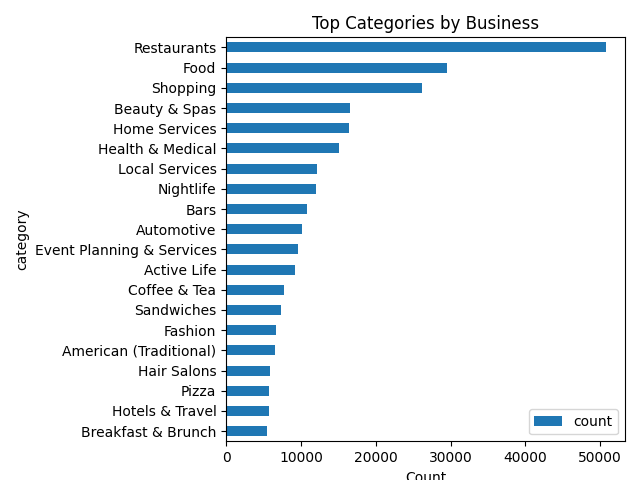 Top Categories by Business
Restaurants
Food
Shopping
Beauty & Spas
Home Services
Health & Medical
Local Services
Nightlife
Bars
Automotive
Event Planning & Services
Active Life
Coffee & Tea
Sandwiches
Fashion
American (Traditional)
Hair Salons
Pizza
Hotels & Travel
Breakfast & Brunch
category
count
0 10000 20000 30000 40000 50000
Count